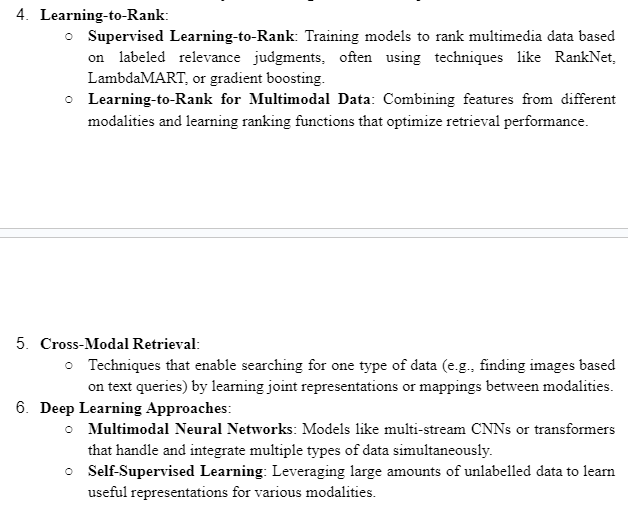 4. Learning-to-Rank:
○ Supervised Learning-to-Rank: Training models to rank multimedia data based
on labeled relevance judgments, often using techniques like RankNet,
LambdaMART, or gradient boosting.
○ Learning-to-Rank for Multimodal Data: Combining features from different
modalities and learning ranking functions that optimize retrieval performance.
5. Cross-Modal Retrieval:
○ Techniques that enable searching for one type of data (e.g., finding images based
on text queries) by learning joint representations or mappings between modalities.
6. Deep Learning Approaches:
○ Multimodal Neural Networks: Models like multi-stream CNNs or transformers
that handle and integrate multiple types of data simultaneously.
○ Self-Supervised Learning: Leveraging large amounts of unlabelled data to learn
useful representations for various modalities.